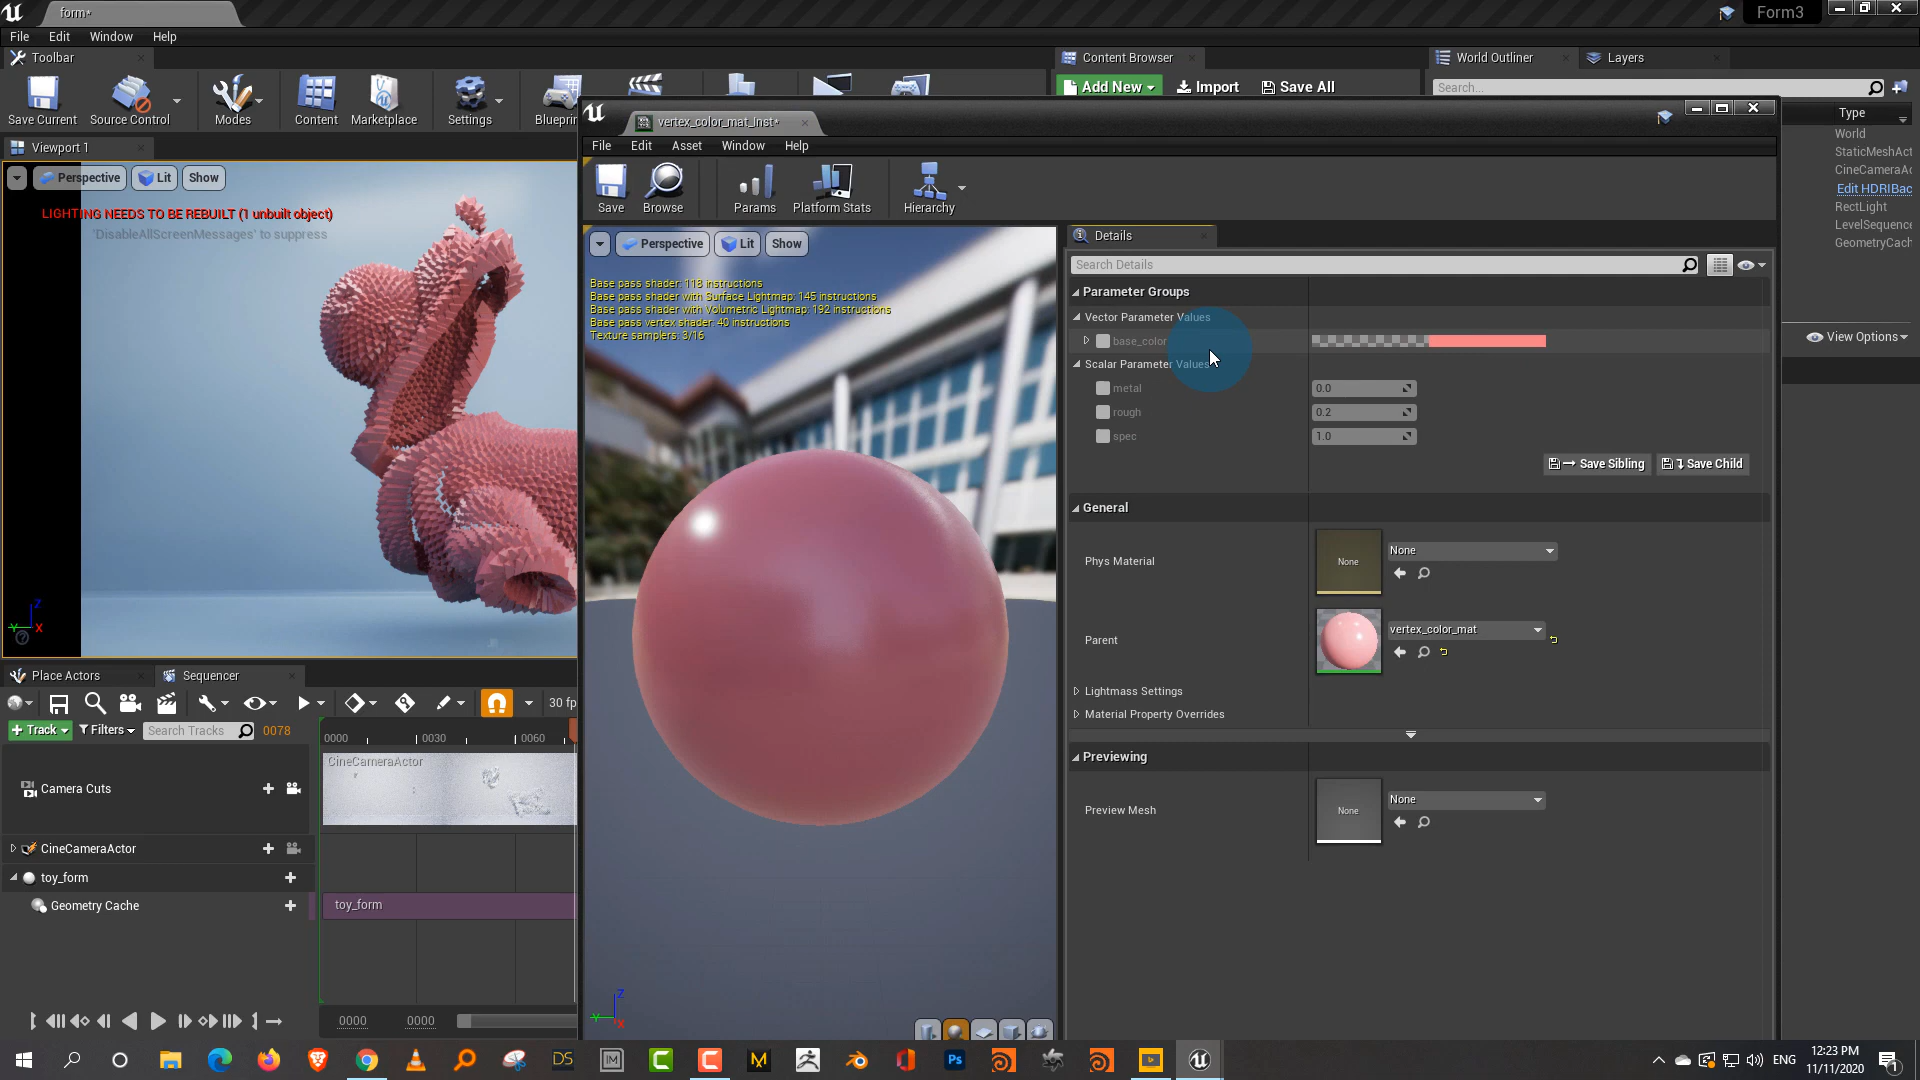 form*
Form3
File Edit Window Help
Toolbar
Content Browser
World Outliner
Layers
Save Current
Source Control
Modes
Content
Marketplace
Settings
Add New
Import
Save All
Search...
Viewport 1
Perspective
Lit
Show
LIGHTING NEEDS TO BE REBUILT (1 unbuilt object)
'DisableAllScreenMessages' to suppress
Z
Y
X
vertex_color_mat_Inst*
File Edit Asset Window Help
Save
Browse
Params
Platform Stats
Hierarchy
Perspective
Lit
Show
Base pass shader: 118 instructions
Base pass shader with Surface Lightmap: 145 instructions
Base pass shader with Volumetric Lightmap: 192 instructions
Base pass vertex shader: 40 instructions
Texture samplers: 3/16
Z
Y
X
Details
Search Details
Parameter Groups
Vector Parameter Values
base_color
Scalar Parameter Values
metal 0.0
rough 0.2
spec 1.0
Save Sibling
Save Child
General
Phys Material
None
None
Parent
vertex_color_mat
Lightmass Settings
Material Property Overrides
Previewing
Preview Mesh
None
None
Type
World
Edit HDRIBac
RectLight
View Options
Place Actors
Sequencer
Track
Filters
Search Tracks
0078
0000
0030
0060
Camera Cuts
CineCameraActor
CineCameraActor
toy_form
Geometry Cache
toy_form
0000
0000
DS
Ps
ENG
12:23 PM
11/11/2020
1